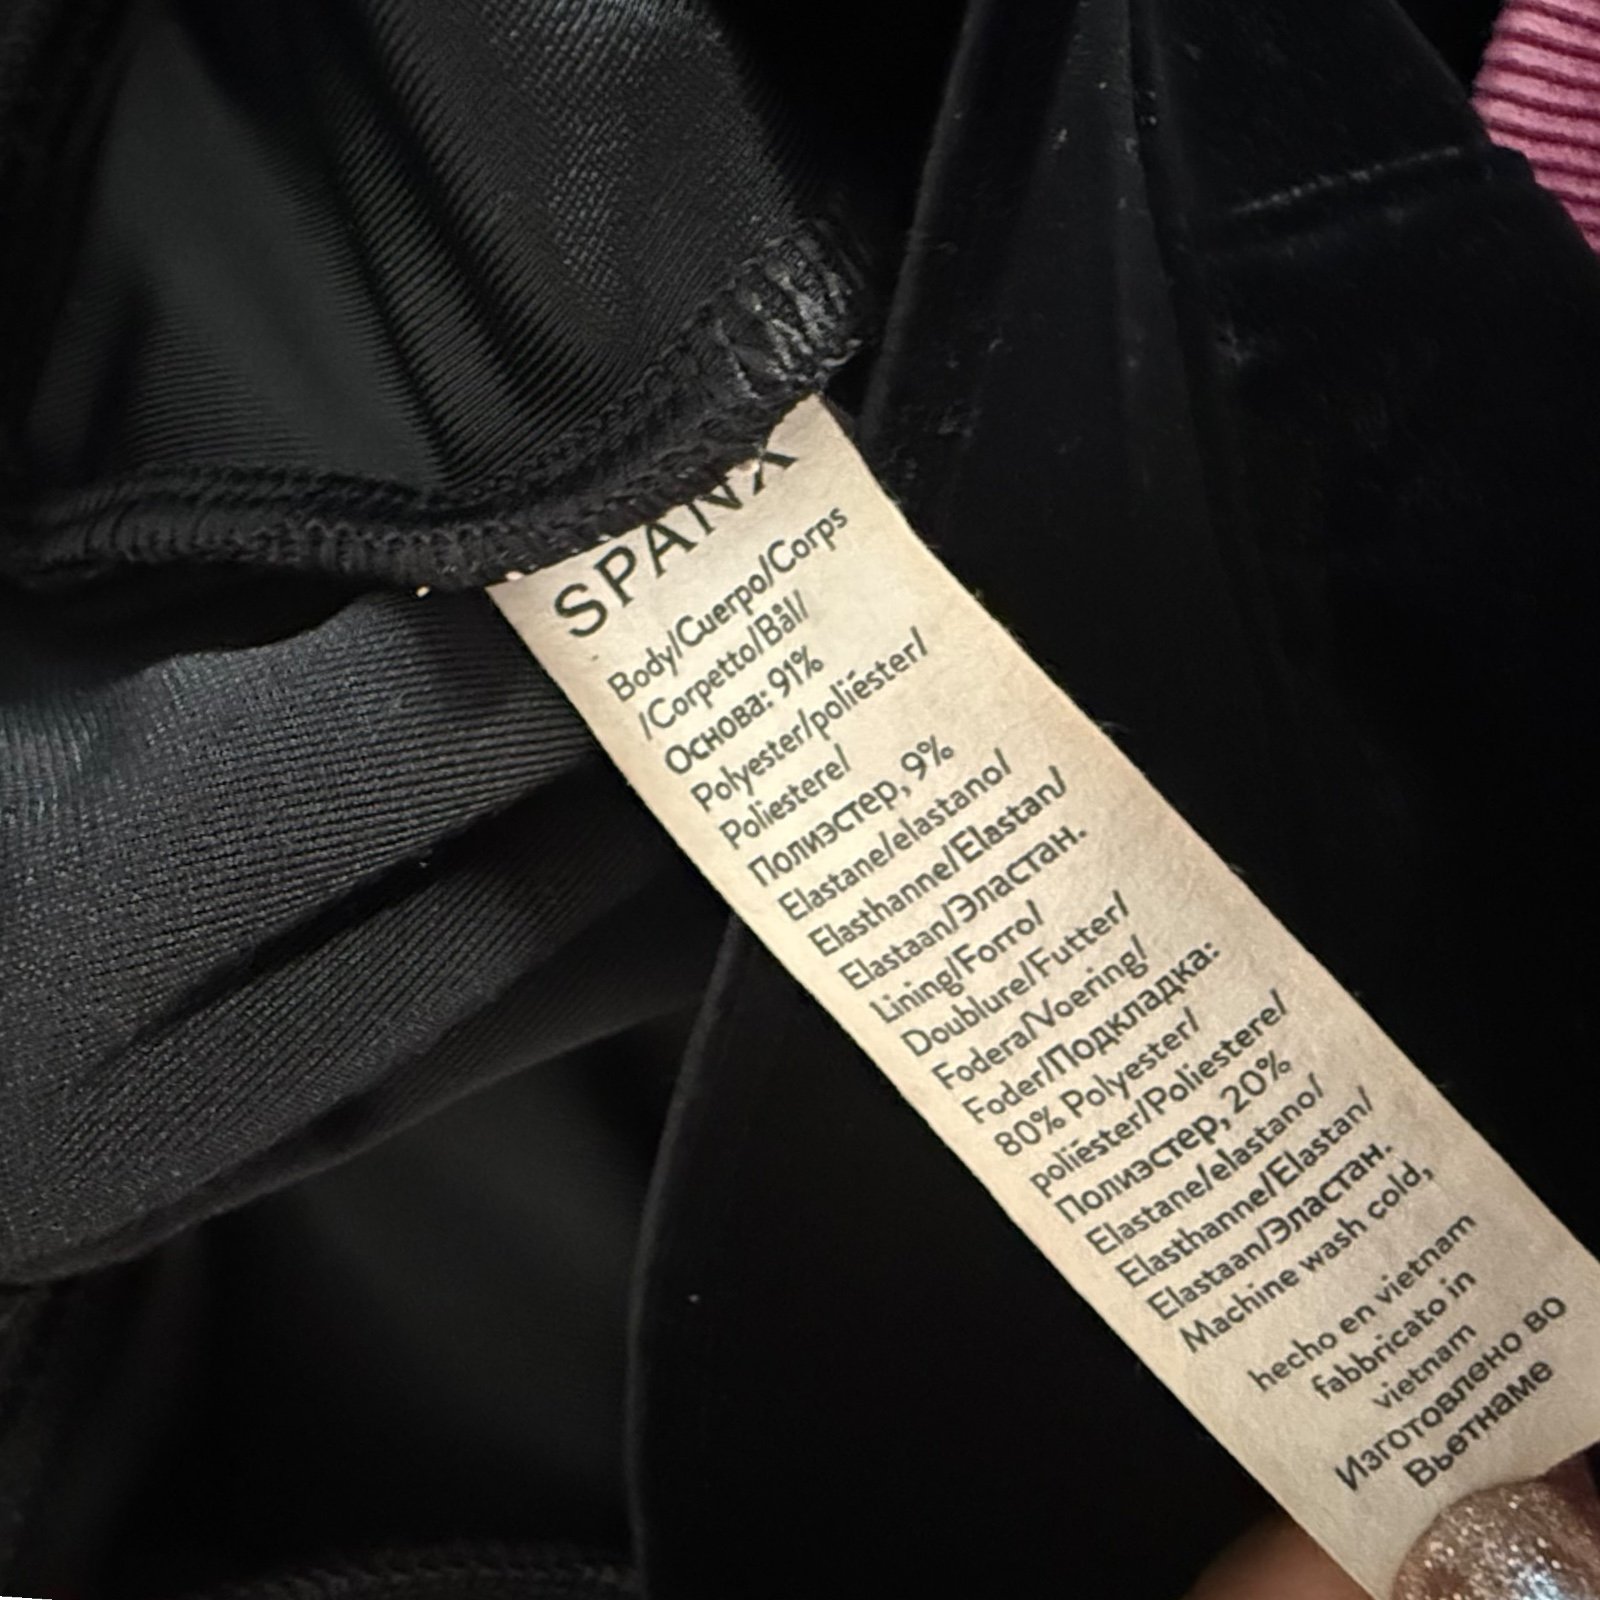 SPANX
Body/Cuerpo/Corps
/Corpetto/Bål/
Основа: 91%
Polyester/poliéster/
Poliestere/
Полиэстер, 9%
Elastane/elastano/
Elasthanne/Elastan/
Elastaan/Эластан.
Lining/Forro/
Doublure/Futter/
Fodera/Voering/
Foder/Подкладка:
80% Polyester/
poliéster/Poliestere/
Полиэстер, 20%
Elastane/elastano/
Elasthanne/Elastan/
Elastaan/Эластан.
Machine wash cold,
hecho en vietnam
fabbricato in
vietnam
Изготовлено во
Вьетнаме